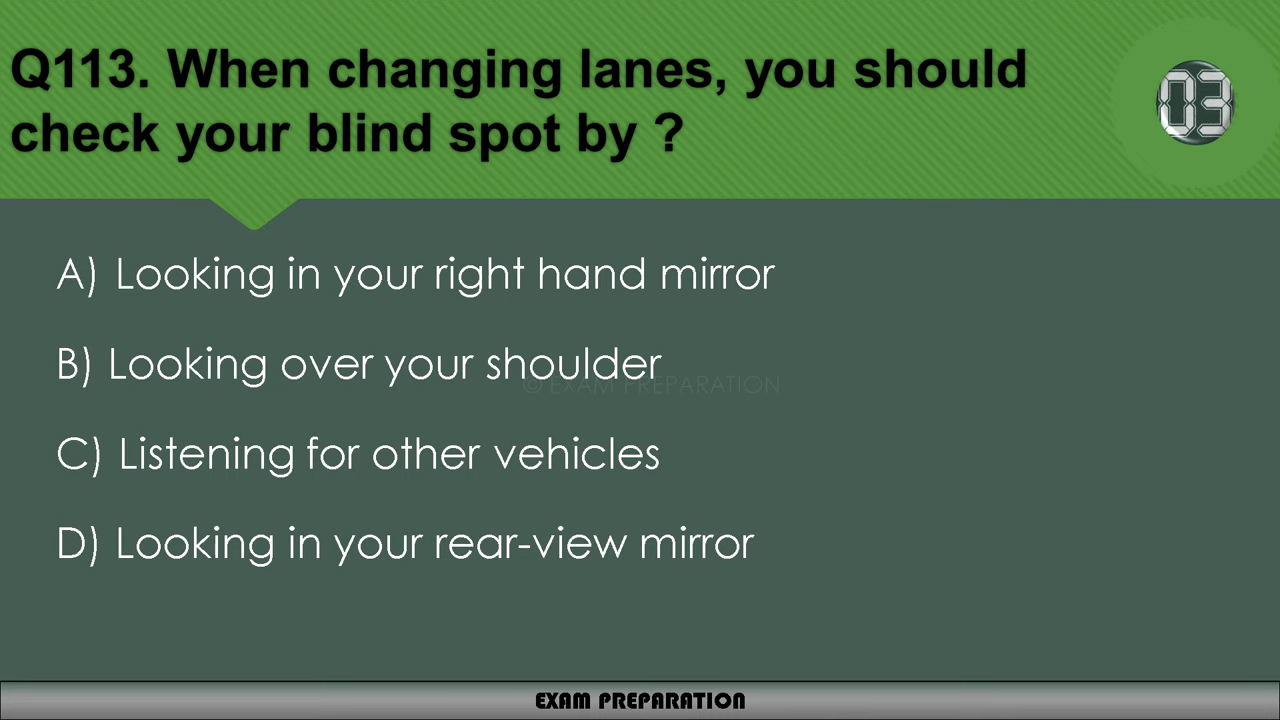 Q113. When changing lanes, you should
check your blind spot by ?
03
A) Looking in your right hand mirror
B) Looking over your shoulder
© EXAM PREPARATION
C) Listening for other vehicles
D) Looking in your rear-view mirror
EXAM PREPARATION